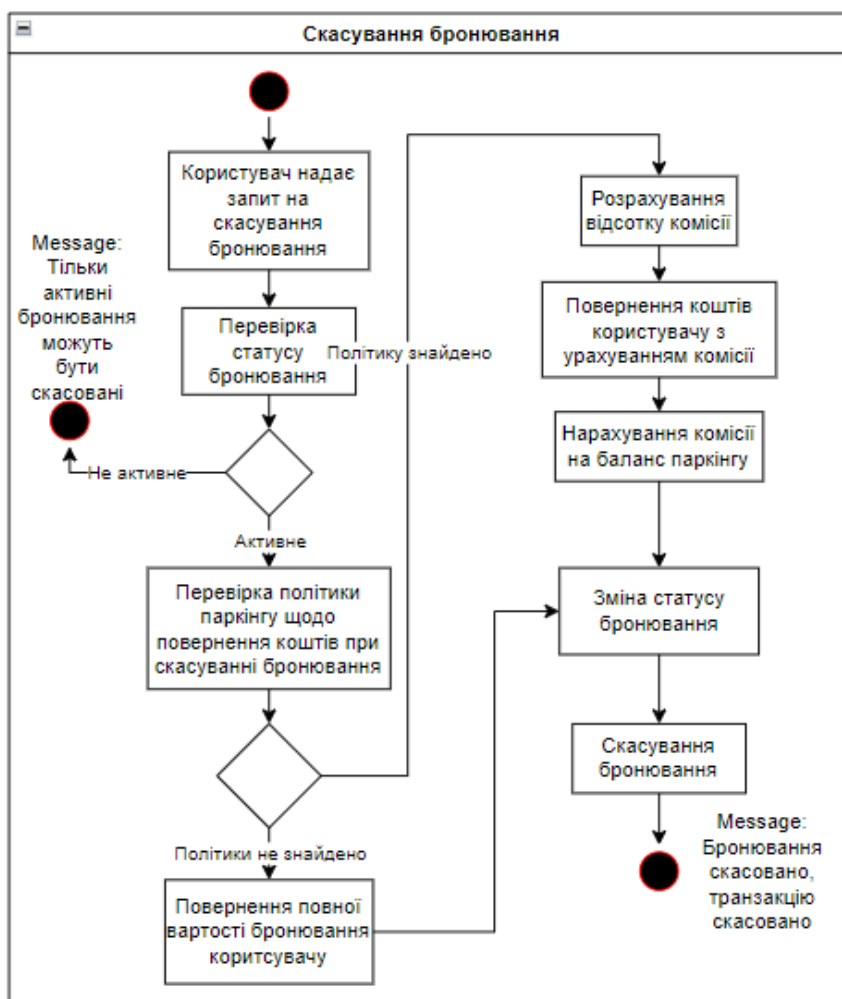 Скасування бронювання
Користувач надає
запит на
скасування
бронювання
Message:
Тільки
активні
бронювання
можуть
бути
скасовані
Перевірка
статусу
бронювання
Не активне
Активне
Перевірка політики
паркінгу щодо
повернення коштів при
скасуванні бронювання
Політику знайдено
Політики не знайдено
Повернення повної
вартості бронювання
коритсувачу
Розрахування
відсотку комісії
Повернення коштів
користувачу з
урахуванням комісії
Нарахування комісії
на баланс паркінгу
Зміна статусу
бронювання
Скасування
бронювання
Message:
Бронювання
скасовано,
транзакцію
скасовано